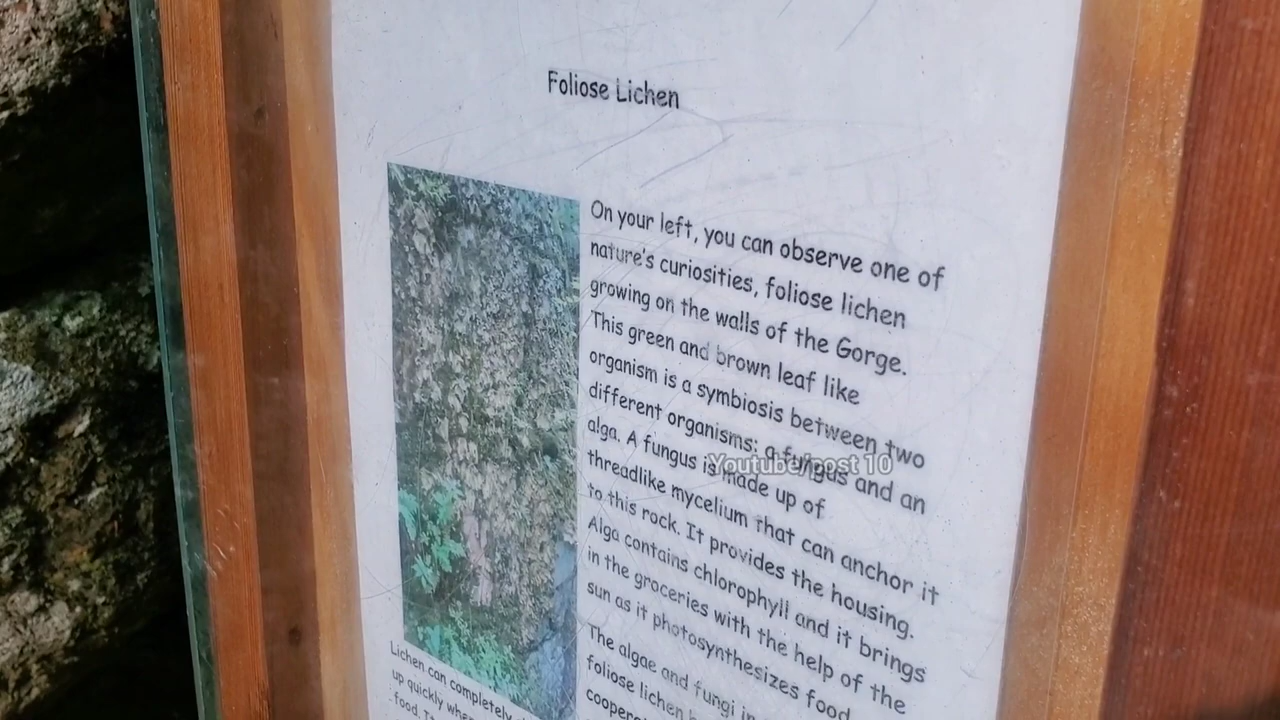 Foliose Lichen
On your left, you can observe one of
nature's curiosities, foliose lichen
growing on the walls of the Gorge.
This green and brown leaf like
organism is a symbiosis between two
different organisms: a fungus and an
alga. A fungus is made up of
threadlike mycelium that can anchor it
to this rock. It provides the housing.
Alga contains chlorophyll and it brings
in the groceries with the help of the
sun as it photosynthesizes food.
The algae and fungi in
foliose lichen
Lichen can completely
up quickly when
food.
Youtube/post 10